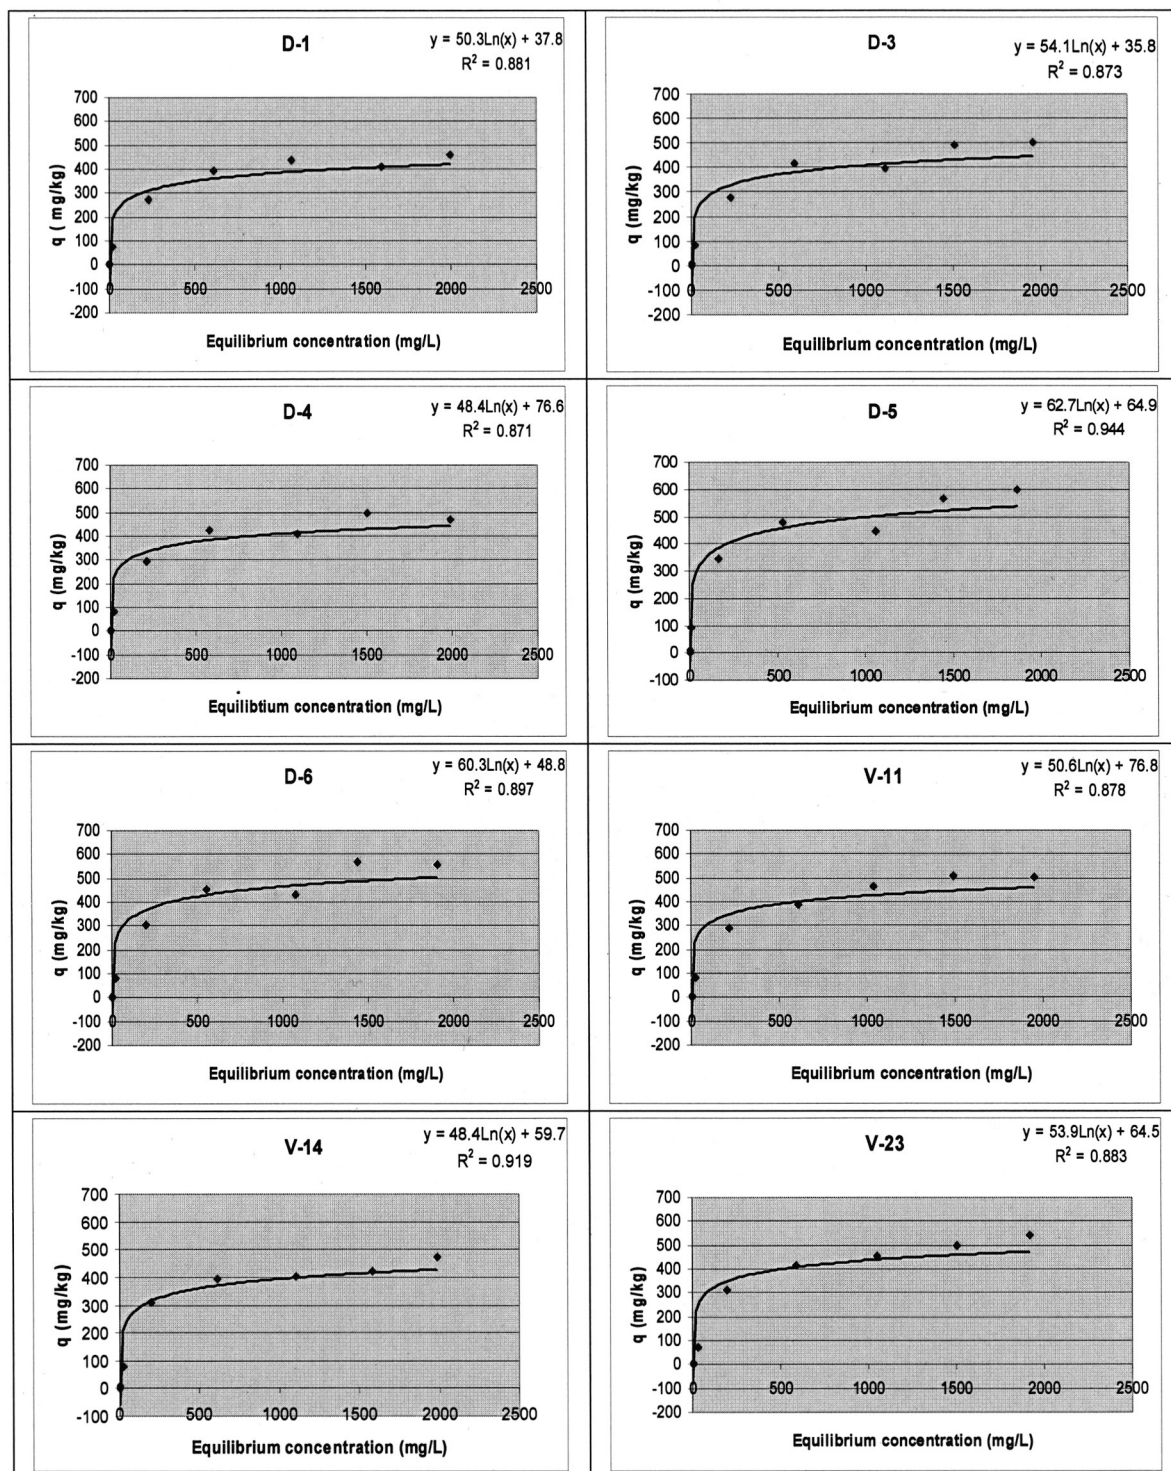 D-1
y = 50.3Ln(x) + 37.8
R² = 0.881
700
600
500
400
300
200
100
0
-100
-200
0 500 1000 1500 2000 2500
q ( mg/kg)
Equilibrium concentration (mg/L)
D-3
y = 54.1Ln(x) + 35.8
R² = 0.873
700
600
500
400
300
200
100
0
-100
-200
0 500 1000 1500 2000 2500
q (mg/kg)
Equilibrium concentration (mg/L)
D-4
y = 48.4Ln(x) + 76.6
R² = 0.871
700
600
500
400
300
200
100
0
-100
-200
0 500 1000 1500 2000 2500
q (mg/kg)
Equilibtium concentration (mg/L)
D-5
y = 62.7Ln(x) + 64.9
R² = 0.944
700
600
500
400
300
200
100
0
-100
0 500 1000 1500 2000 2500
q (mg/kg)
Equilibrium concentration (mg/L)
D-6
y = 60.3Ln(x) + 48.8
R² = 0.897
700
600
500
400
300
200
100
0
-100
-200
0 500 1000 1500 2000 2500
q (mg/kg)
Equilibrium concentration (mg/L)
V-11
y = 50.6Ln(x) + 76.8
R² = 0.878
700
600
500
400
300
200
100
0
-100
-200
0 500 1000 1500 2000 2500
q (mg/kg)
Equilibrium concentration (mg/L)
V-14
y = 48.4Ln(x) + 59.7
R² = 0.919
700
600
500
400
300
200
100
0
-100
0 500 1000 1500 2000 2500
q (mg/kg)
Equilibrium concentration (mg/L)
V-23
y = 53.9Ln(x) + 64.5
R² = 0.883
700
600
500
400
300
200
100
0
-100
-200
0 500 1000 1500 2000 2500
q (mg/kg)
Equilibrium concentration (mg/L)